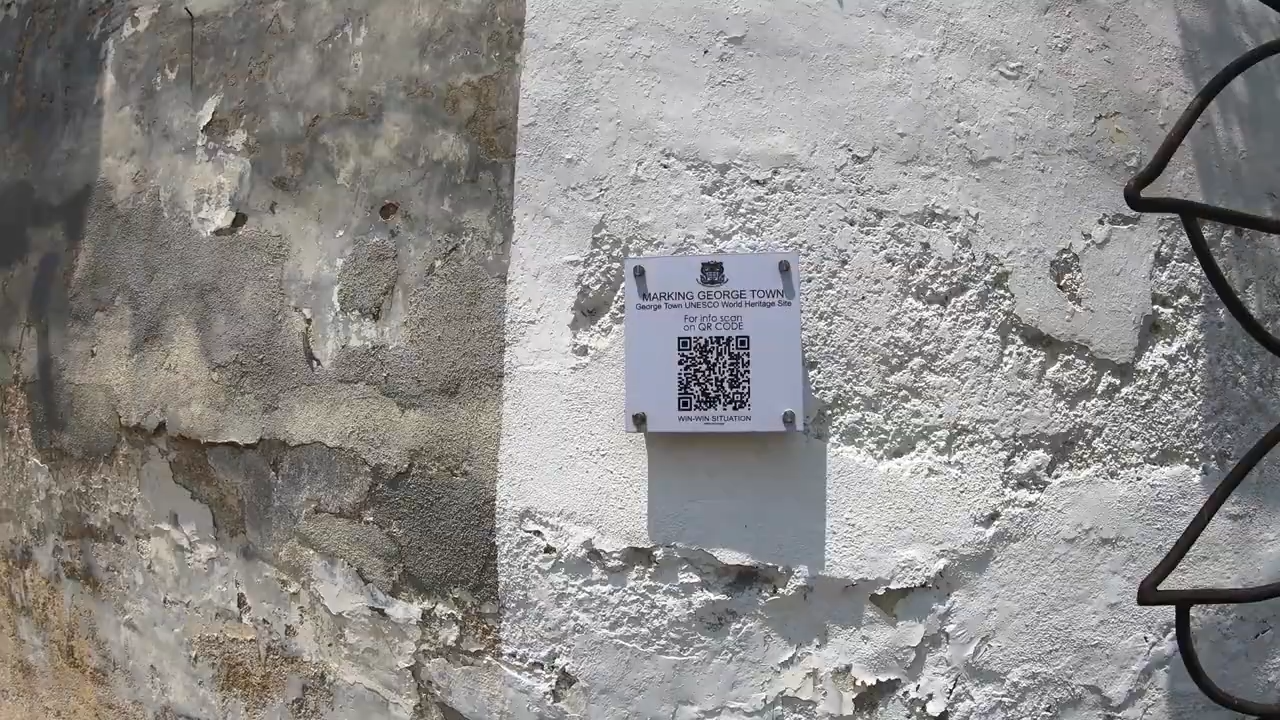 MARKING GEORGE TOWN
George Town UNESCO World Heritage Site
For info scan
on QR CODE
WIN-WIN SITUATION